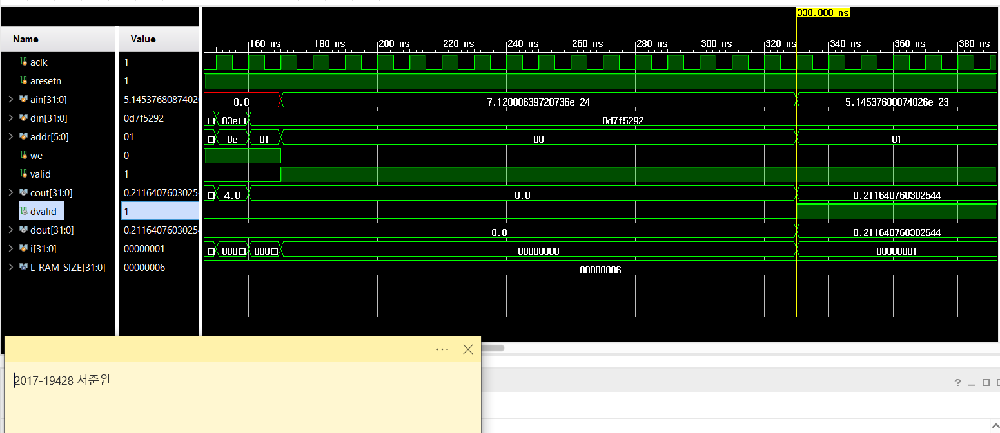 330.000 ns
Name Value
160 ns 180 ns 200 ns 220 ns 240 ns 260 ns 280 ns 300 ns 320 ns 340 ns 360 ns 380 ns
aclk 1
aresetn 1
ain[31:0] 5.1453768087402 0.0 7.12808639728736e-24 5.14537680874026e-23
din[31:0] 0d7f5292 03e 0d7f5292
addr[5:0] 01 0e 0f 00 01
we 0
valid 1
cout[31:0] 0.2116407603025 4.0 0.0 0.211640760302544
dvalid 1
dout[31:0] 0.2116407603025 0.0 0.211640760302544
i[31:0] 00000001 000 000 00000000 00000001
L_RAM_SIZE[31:0] 00000006 00000006
2017-19428 서준원